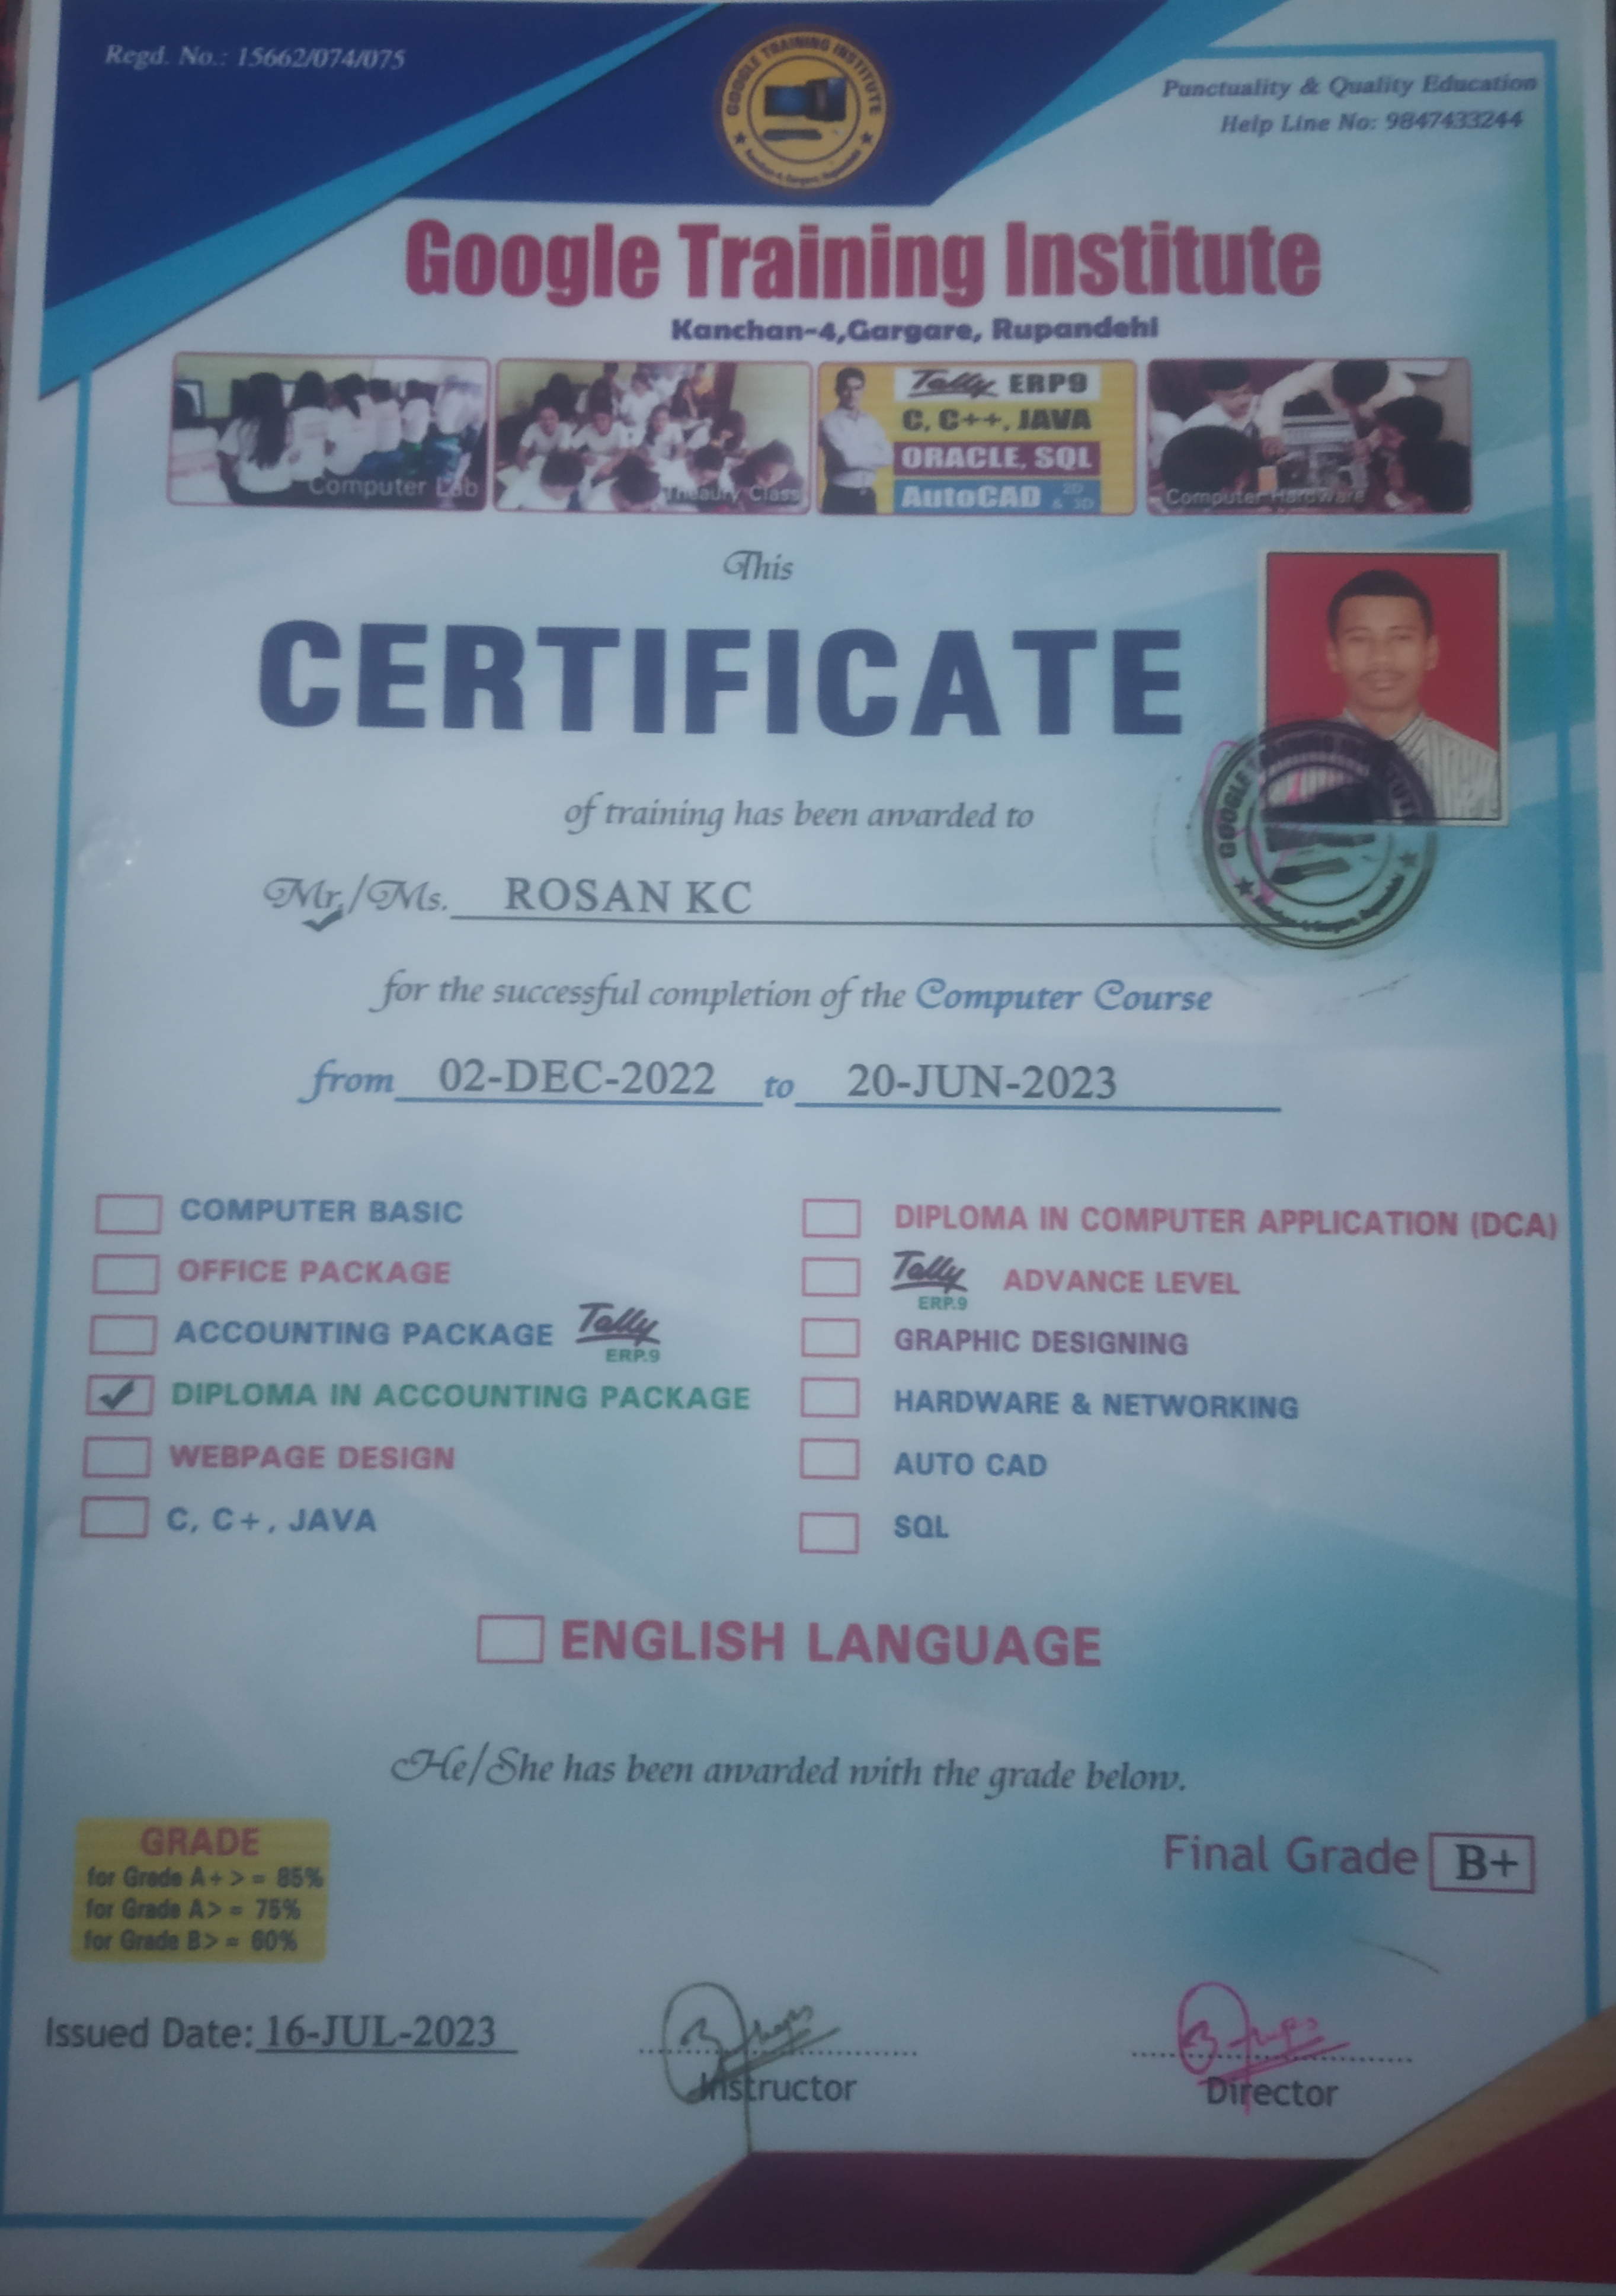 Regd. No.: 15662/074/075
GOOGLE TRAINING INSTITUTE
Kanchan-4, Gargare, Rupandehi
Punctuality & Quality Education
Help Line No: 9847433244
Google Training Institute
Kanchan-4,Gargare, Rupandehi
Computer Lab
Theaury Class
Tally ERP9
C, C++, JAVA
ORACLE, SQL
AutoCAD 2D & 3D
Computer Hardware
This
CERTIFICATE
of training has been awarded to
Mr./Ms. ROSAN KC
GOOGLE
for the successful completion of the Computer Course
from 02-DEC-2022 to 20-JUN-2023
COMPUTER BASIC
OFFICE PACKAGE
ACCOUNTING PACKAGE Tally ERP.9
DIPLOMA IN ACCOUNTING PACKAGE
WEBPAGE DESIGN
C, C+, JAVA
DIPLOMA IN COMPUTER APPLICATION (DCA)
Tally ERP.9 ADVANCE LEVEL
GRAPHIC DESIGNING
HARDWARE & NETWORKING
AUTO CAD
SQL
ENGLISH LANGUAGE
He/She has been awarded with the grade below.
GRADE
for Grade A+ > = 85%
for Grade A> = 75%
for Grade B> = 60%
Final Grade B+
Issued Date: 16-JUL-2023
Instructor
Director